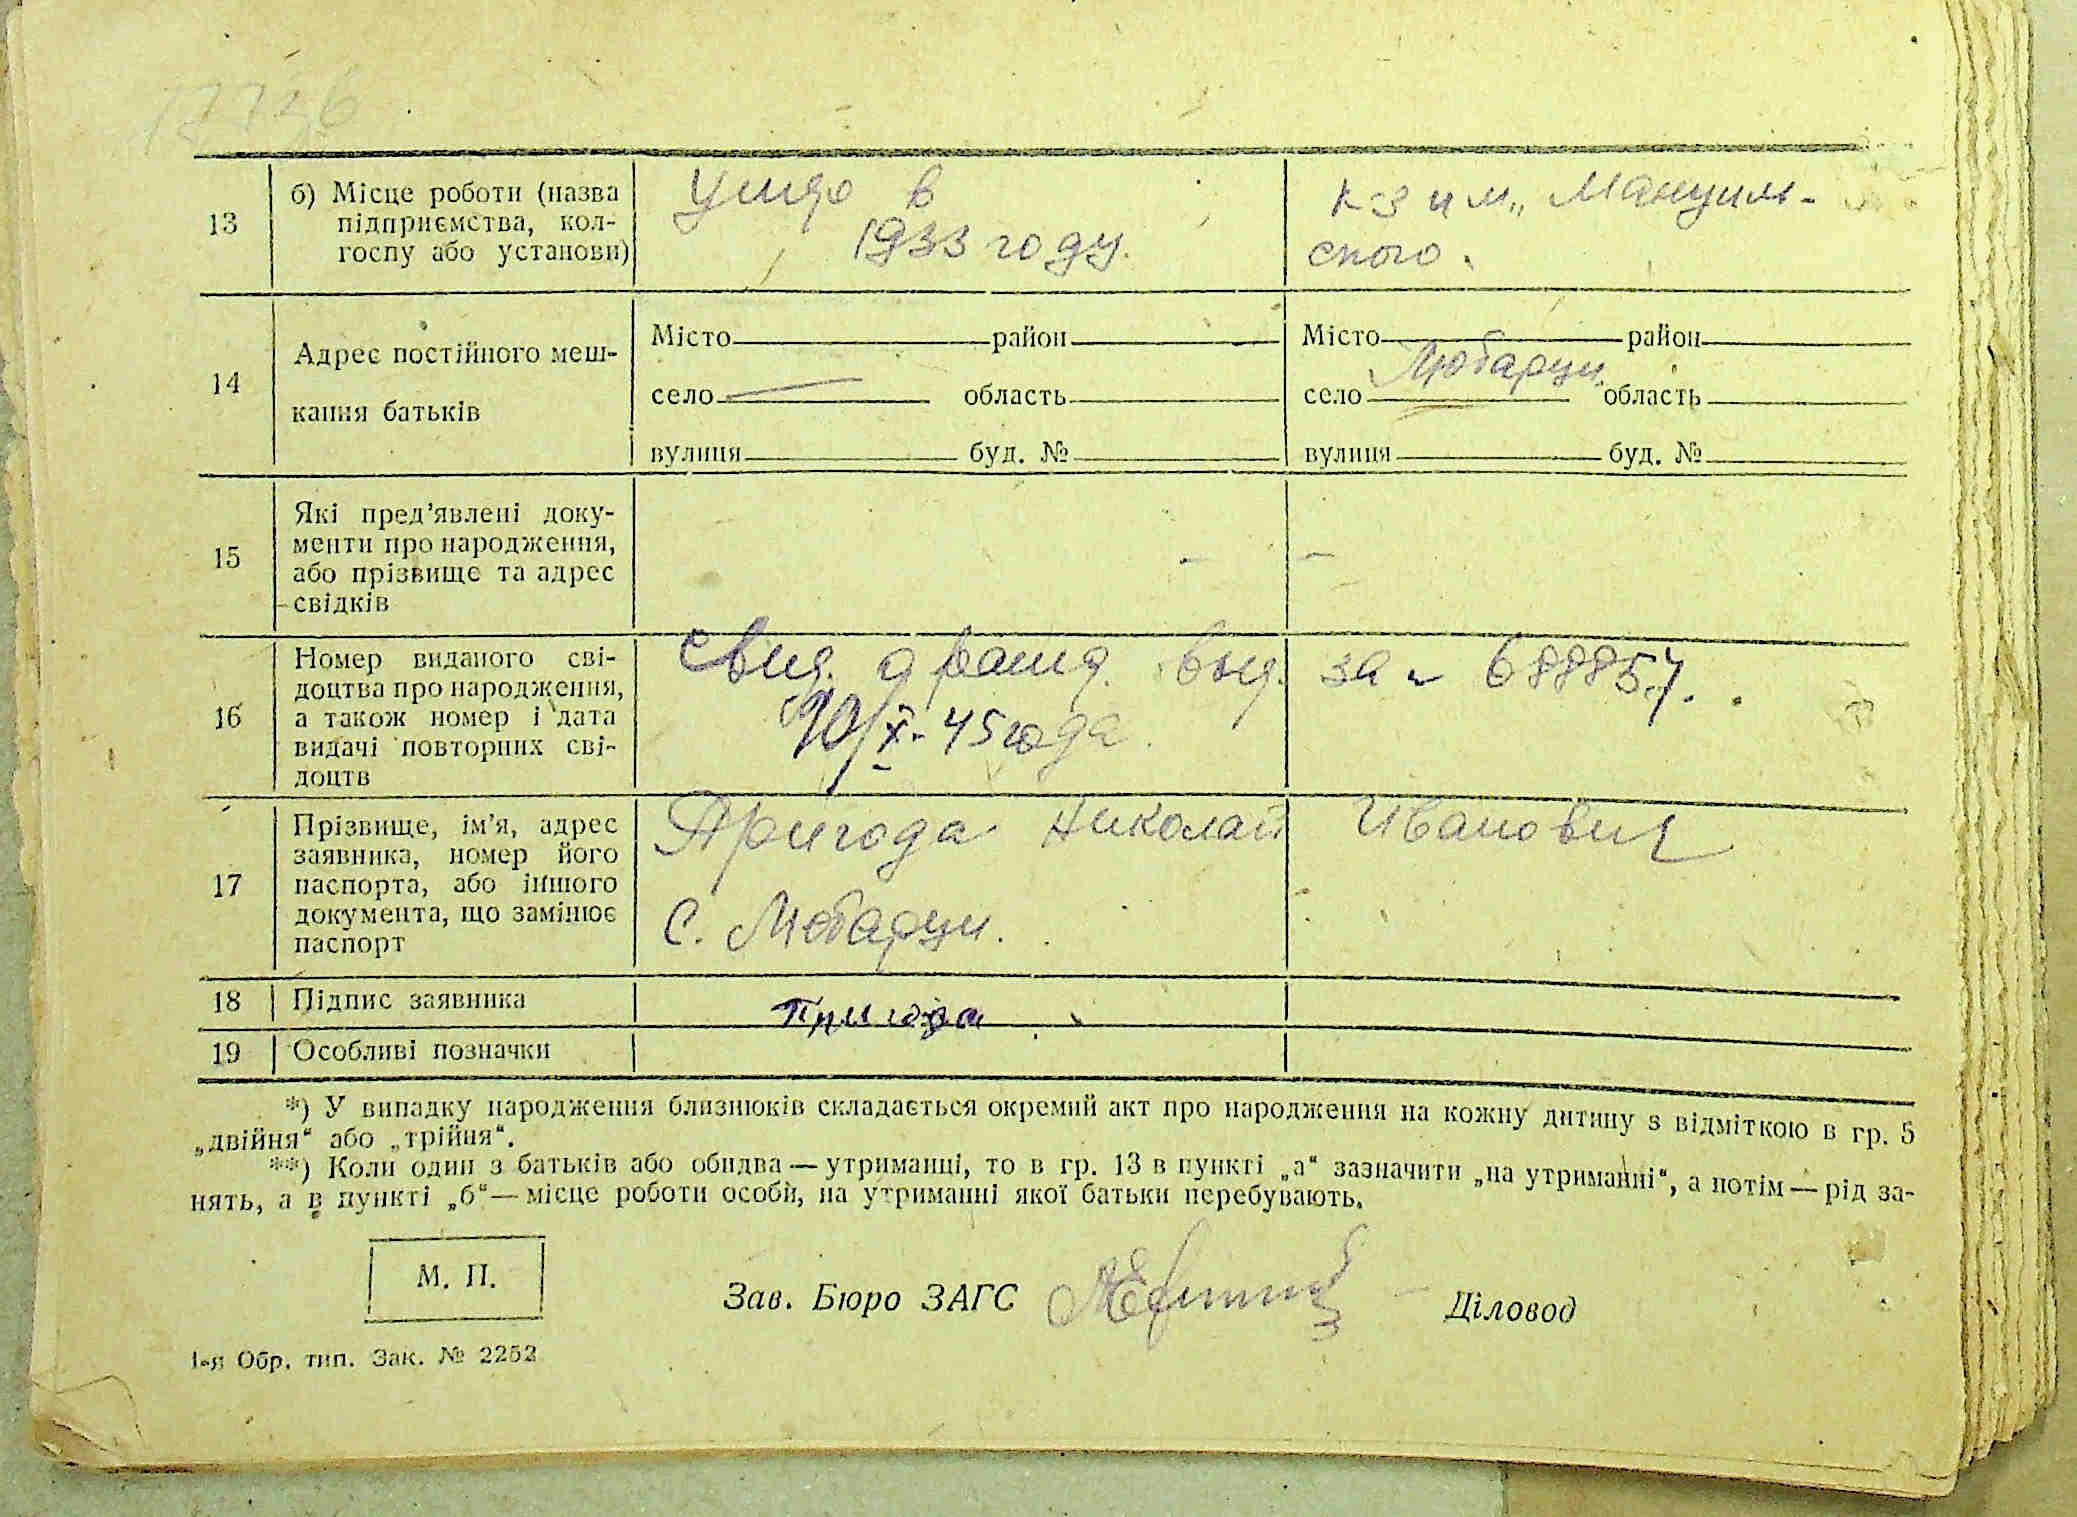 13
б) Місце роботи (назва
підприємства, кол-
госпу або установи)
в
1933 году.
к-з им. „Мануиль-
ского.
14
Адрес постійного меш-
кання батьків
Місто район
село область
вулиця буд. №
Місто район
село Любарци область
вулиця буд. №
15
Які пред’явлені доку-
менти про народження,
або прізвище та адрес
свідків
16
Номер виданого сві-
доцтва про народження,
а також номер і дата
видачі повторних сві-
доцтв
Свид. о рожд. выд. за №
X-45 года.
17
Прізвище, ім’я, адрес
заявника, номер його
паспорта, або іншого
документа, що замінює
паспорт
Пригода Николай Иванович
С. Любарци.
18 Підпис заявника Пригода
19 Особливі позначки
*) У випадку народження близнюків складається окремий акт про народження на кожну дитину з відміткою в гр. 5
„двійня“ або „трійня“.
**) Коли один з батьків або обидва — утриманці, то в гр. 13 в пункті „а“ зазначити „на утриманні“, а потім — рід за-
нять, а в пункті „б“ — місце роботи особи, на утриманні якої батьки перебувають.
М. П.
Зав. Бюро ЗАГС Діловод
1-я Обр. тип. Зак. № 2252